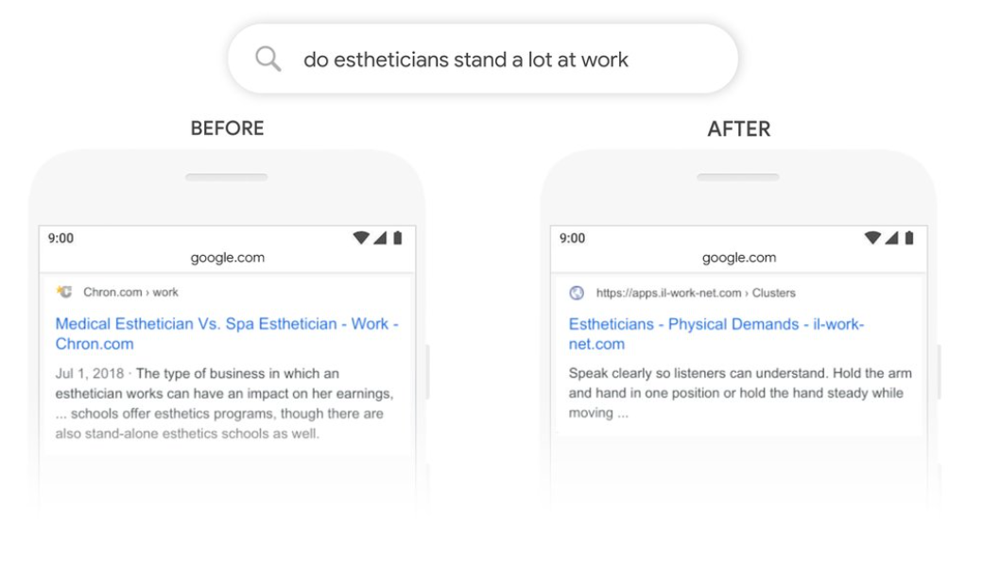 do estheticians stand a lot at work
BEFORE
9:00
google.com
Chron.com › work
Medical Esthetician Vs. Spa Esthetician - Work -
Chron.com
Jul 1, 2018 · The type of business in which an
esthetician works can have an impact on her earnings,
... schools offer esthetics programs, though there are
also stand-alone esthetics schools as well.
AFTER
9:00
google.com
https://apps.il-work-net.com › Clusters
Estheticians - Physical Demands - il-work-
net.com
Speak clearly so listeners can understand. Hold the arm
and hand in one position or hold the hand steady while
moving ...